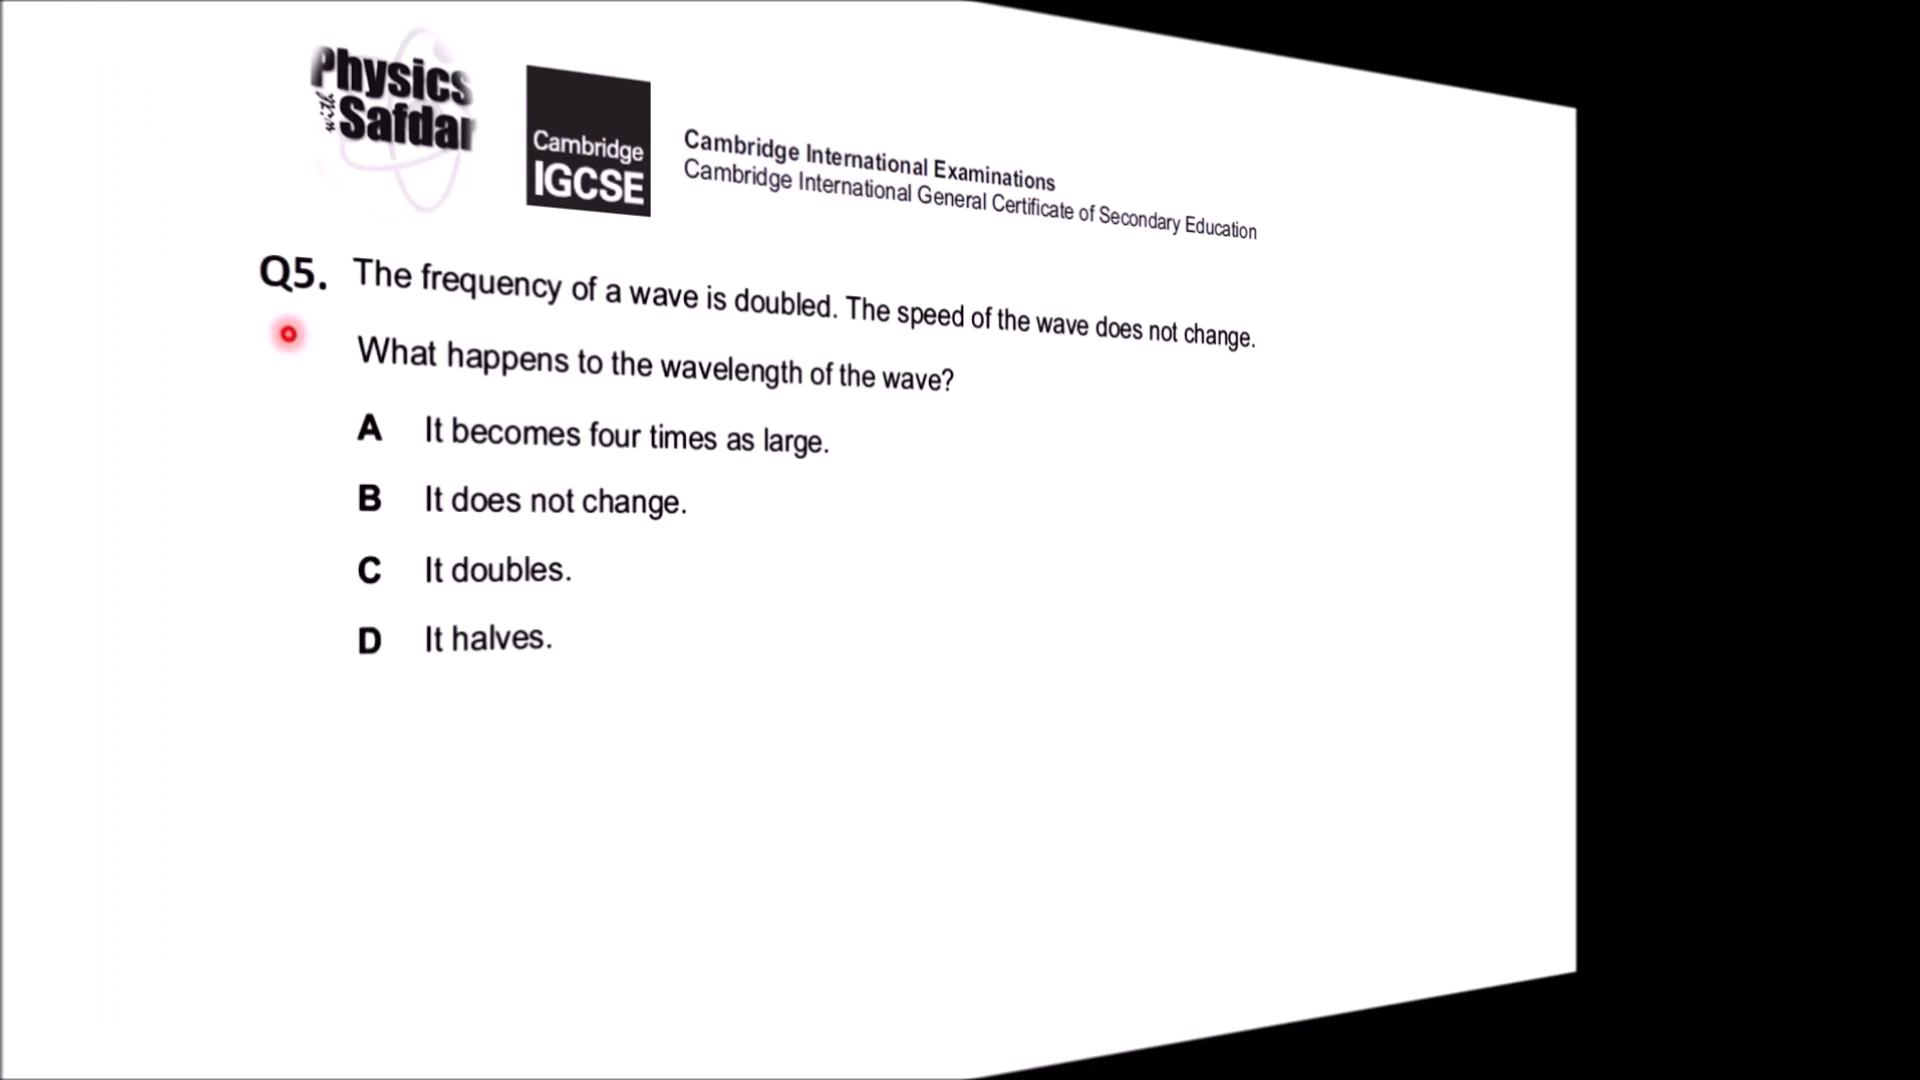 Physics
with
Safdar
Cambridge
IGCSE
Cambridge International Examinations
Cambridge International General Certificate of Secondary Education
Q5. The frequency of a wave is doubled. The speed of the wave does not change.
What happens to the wavelength of the wave?
A It becomes four times as large.
B It does not change.
C It doubles.
D It halves.